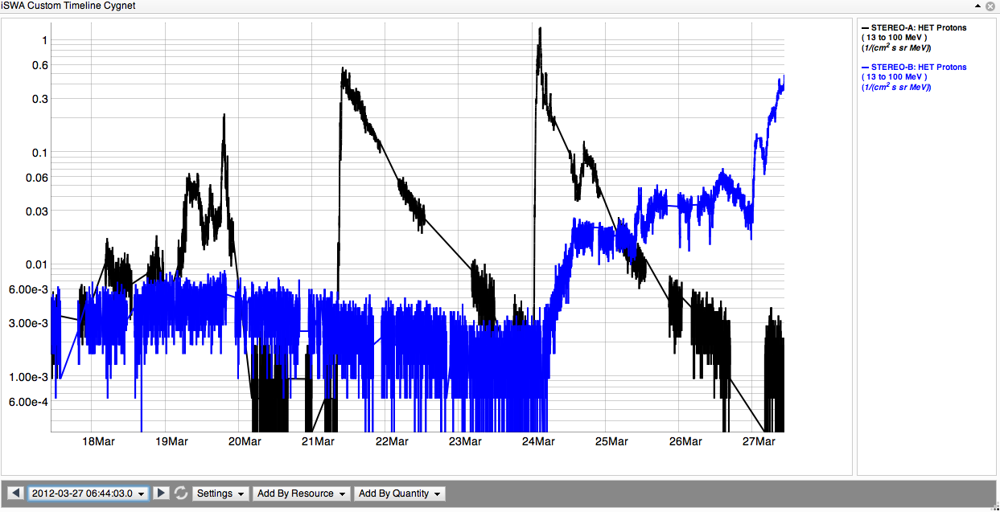 iSWA Custom Timeline Cygnet
1
0.6
0.3
0.1
0.06
0.03
0.01
6.00e-3
3.00e-3
1.00e-3
6.00e-4
18Mar 19Mar 20Mar 21Mar 22Mar 23Mar 24Mar 25Mar 26Mar 27Mar
STEREO-A: HET Protons
( 13 to 100 MeV )
(1/(cm² s sr MeV))
STEREO-B: HET Protons
( 13 to 100 MeV )
(1/(cm² s sr MeV))
2012-03-27 06:44:03.0 Settings Add By Resource Add By Quantity